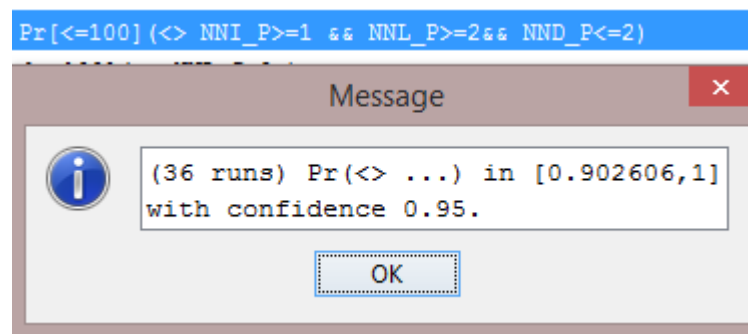 Pr[<=100](<> NNI_P>=1 && NNL_P>=2&& NND_P<=2)
Message
(36 runs) Pr(<> ...) in [0.902606,1]
with confidence 0.95.
OK